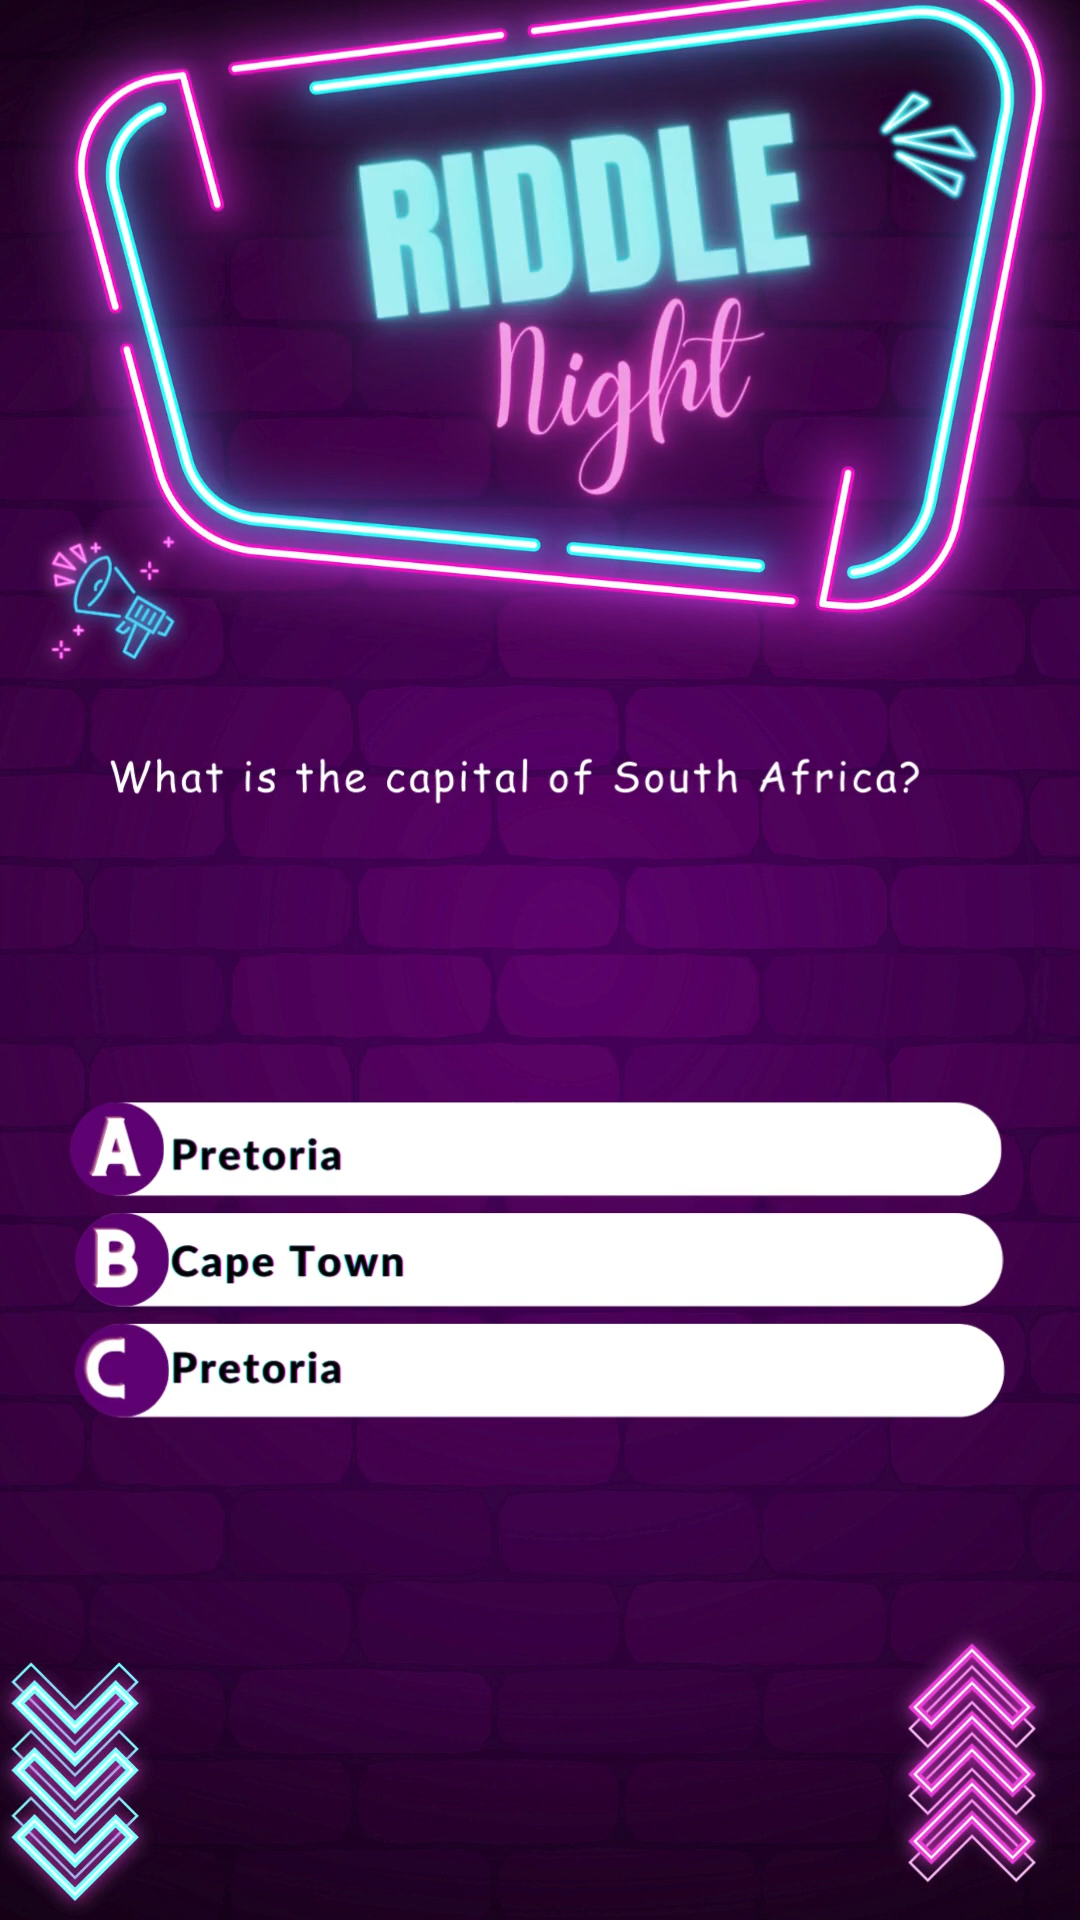 RIDDLE
Night
What is the capital of South Africa?
A Pretoria
B Cape Town
C Pretoria